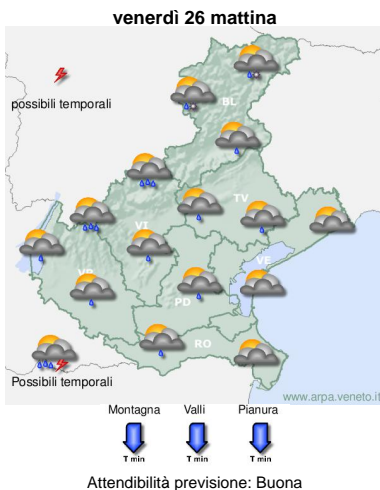 venerdì 26 mattina
possibili temporali
BL
TV
VI
VE
VR
PD
RO
Possibili temporali
www.arpa.veneto.it
Montagna Valli Pianura
T min T min T min
Attendibilità previsione: Buona